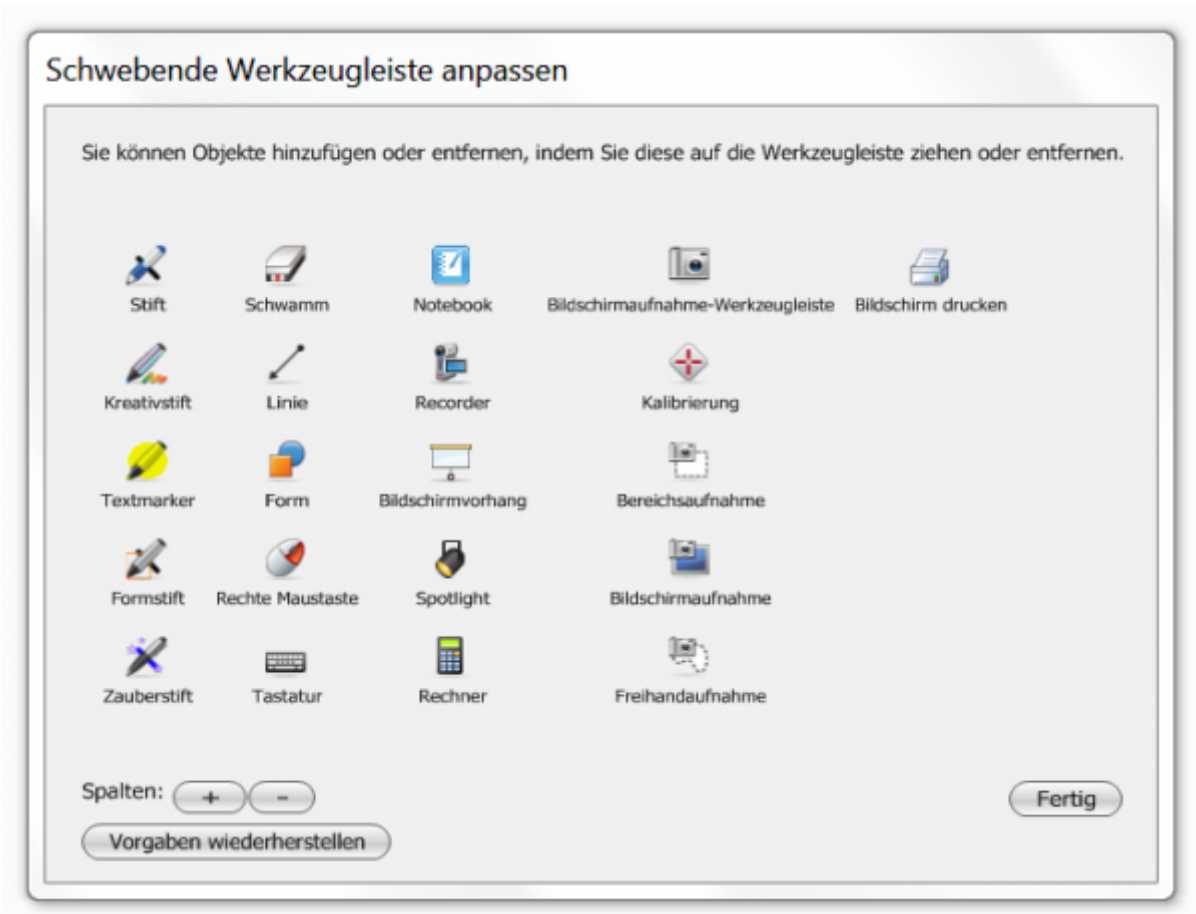 Schwebende Werkzeugleiste anpassen
Sie können Objekte hinzufügen oder entfernen, indem Sie diese auf die Werkzeugleiste ziehen oder entfernen.
Stift Schwamm Notebook Bildschirmaufnahme-Werkzeugleiste Bildschirm drucken
Kreativstift Linie Recorder Kalibrierung
Textmarker Form Bildschirmvorhang Bereichsaufnahme
Formstift Rechte Maustaste Spotlight Bildschirmaufnahme
Zauberstift Tastatur Rechner Freihandaufnahme
Spalten: + - Fertig
Vorgaben wiederherstellen